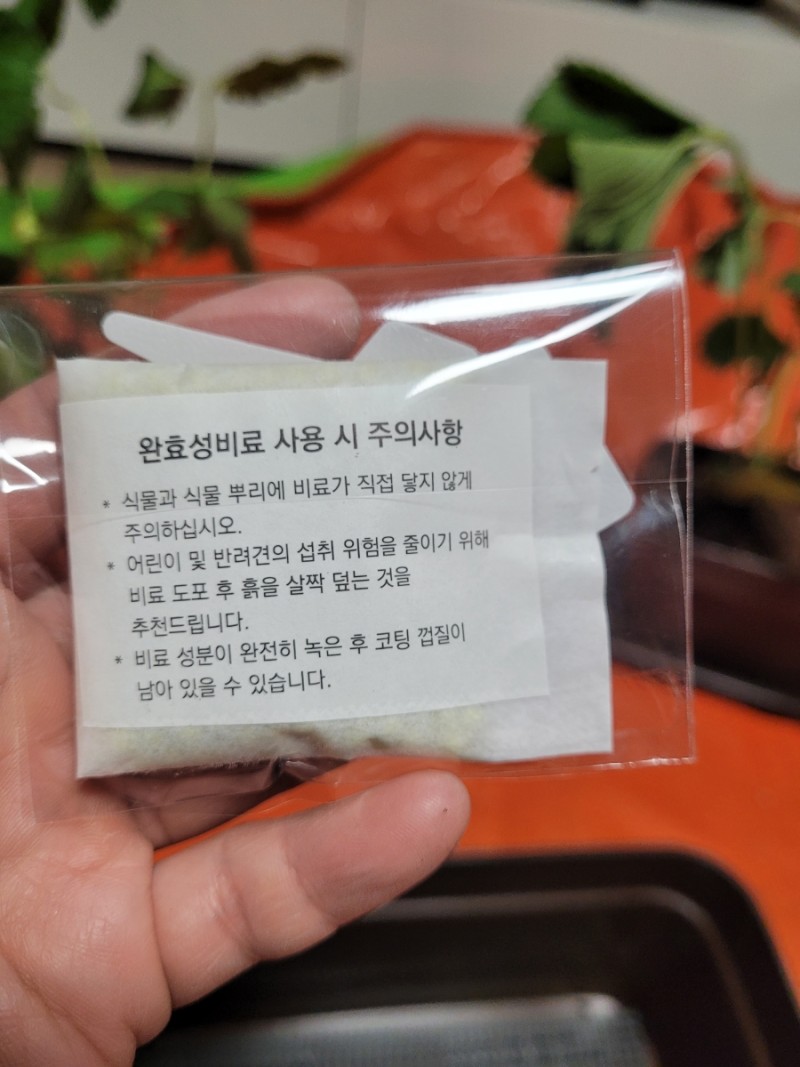 완효성비료 사용 시 주의사항
* 식물과 식물 뿌리에 비료가 직접 닿지 않게
주의하십시오.
* 어린이 및 반려견의 섭취 위험을 줄이기 위해
비료 도포 후 흙을 살짝 덮는 것을
추천드립니다.
* 비료 성분이 완전히 녹은 후 코팅 껍질이
남아 있을 수 있습니다.